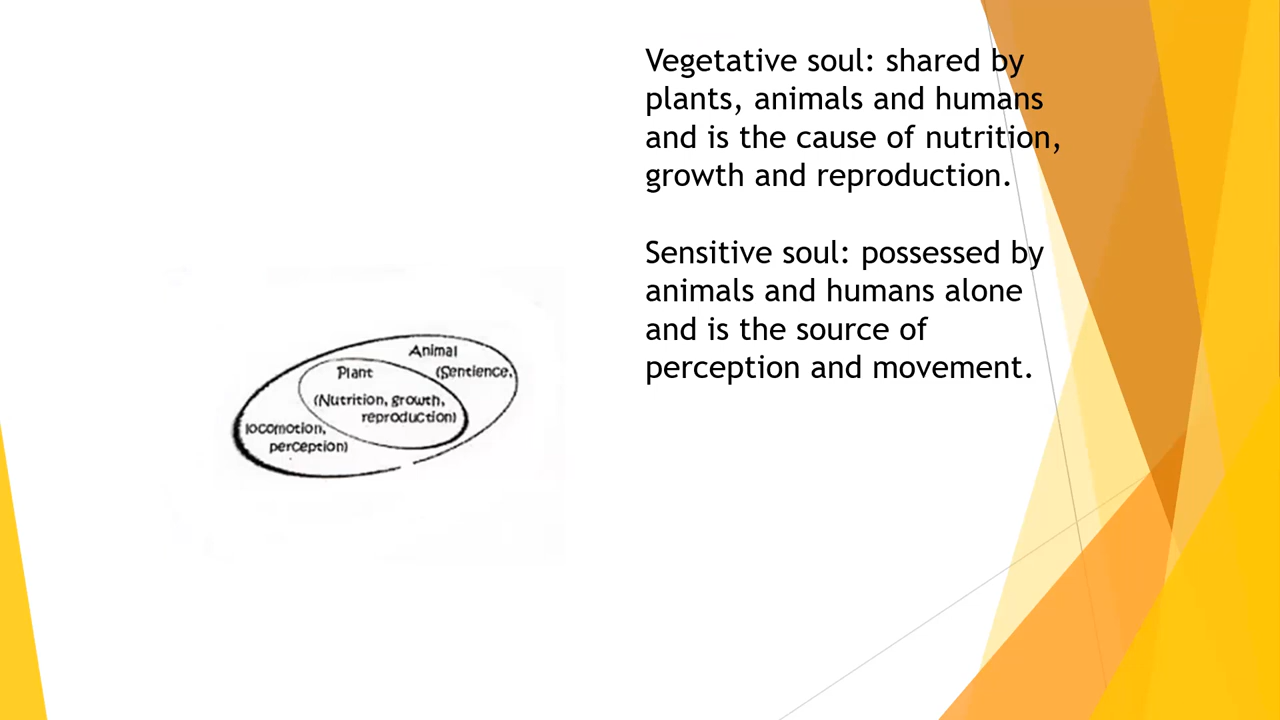 Vegetative soul: shared by
plants, animals and humans
and is the cause of nutrition,
growth and reproduction.
Sensitive soul: possessed by
animals and humans alone
and is the source of
perception and movement.
Animal
(Sentience,
Plant
(Nutrition, growth,
reproduction)
locomotion,
perception)